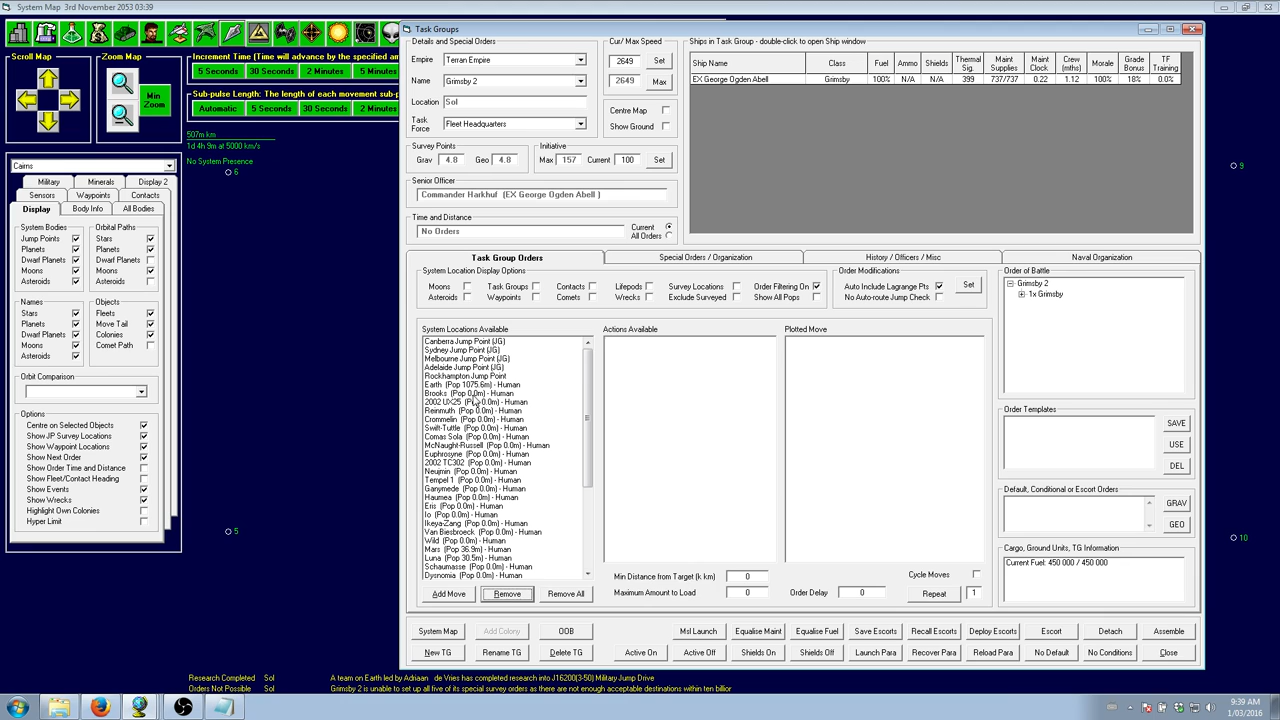 System Map   3rd November 2053 03:39
Scroll Map
Zoom Map
Min Zoom
Increment Time (Time will advance by the specified am
5 Seconds
30 Seconds
2 Minutes
5 Minutes
Sub-pulse Length: The length of each movement sub-p
Automatic
5 Seconds
30 Seconds
2 Minutes
507m km
1d 4h 9m at 5000 km/s
No System Presence
6
5
9
10
Cairns
Military
Minerals
Display 2
Sensors
Waypoints
Contacts
Display
Body Info
All Bodies
System Bodies
Jump Points
Planets
Dwarf Planets
Moons
Asteroids
Orbital Paths
Stars
Planets
Dwarf Planets
Moons
Asteroids
Names
Stars
Planets
Dwarf Planets
Moons
Asteroids
Objects
Fleets
Move Tail
Colonies
Comet Path
Orbit Comparison
Options
Centre on Selected Objects
Show JP Survey Locations
Show Waypoint Locations
Show Next Order
Show Order Time and Distance
Show Fleet/Contact Heading
Show Events
Show Wrecks
Highlight Own Colonies
Hyper Limit
Task Groups
Details and Special Orders
Empire
Terran Empire
Name
Grimsby 2
Location
Sol
Task Force
Fleet Headquarters
Cur/ Max Speed
2649
Set
2649
Max
Centre Map
Show Ground
Survey Points
Grav
4.8
Geo
4.8
Initiative
Max
157
Current
100
Set
Senior Officer
Commander Harkhuf  (EX George Ogden Abell )
Time and Distance
No Orders
Current
All Orders
Ships in Task Group - double-click to open Ship window
Ship Name
Class
Fuel
Ammo
Shields
Thermal Sig.
Maint Supplies
Maint Clock
Crew (mths)
Morale
Grade Bonus
TF Training
EX George Ogden Abell
Grimsby
100%
N/A
N/A
399
737/737
0.22
1.12
100%
18%
0.0%
Task Group Orders
Special Orders / Organization
History / Officers / Misc
Naval Organization
System Location Display Options
Moons
Task Groups
Contacts
Lifepods
Survey Locations
Order Filtering On
Asteroids
Waypoints
Comets
Wrecks
Exclude Surveyed
Show All Pops
Order Modifications
Auto Include Lagrange Pts
No Auto-route Jump Check
Set
Order of Battle
Grimsby 2
1x Grimsby
System Locations Available
Canberra Jump Point (JG)
Sydney Jump Point (JG)
Melbourne Jump Point (JG)
Adelaide Jump Point (JG)
Rockhampton Jump Point
Earth  (Pop 1075.6m) - Human
Brooks  (Pop 0.0m) - Human
2002 UX25  (Pop 0.0m) - Human
Reinmuth  (Pop 0.0m) - Human
Crommelin  (Pop 0.0m) - Human
Swift-Tuttle  (Pop 0.0m) - Human
Comas Sola  (Pop 0.0m) - Human
McNaught-Russell  (Pop 0.0m) - Human
Euphrosyne  (Pop 0.0m) - Human
2002 TC302  (Pop 0.0m) - Human
Neujmin  (Pop 0.0m) - Human
Tempel 1  (Pop 0.0m) - Human
Ganymede  (Pop 0.0m) - Human
Haumea  (Pop 0.0m) - Human
Eris  (Pop 0.0m) - Human
Io  (Pop 0.0m) - Human
Ikeya-Zang  (Pop 0.0m) - Human
Van Biesbroeck  (Pop 0.0m) - Human
Wild  (Pop 0.0m) - Human
Mars  (Pop 36.9m) - Human
Luna  (Pop 30.5m) - Human
Schaumasse  (Pop 0.0m) - Human
Dysnomia  (Pop 0.0m) - Human
Actions Available
Plotted Move
Order Templates
SAVE
USE
DEL
Default, Conditional or Escort Orders
GRAV
GEO
Cargo, Ground Units, TG Information
Current Fuel: 450 000 / 450 000
Min Distance from Target (k km)
0
Maximum Amount to Load
0
Order Delay
0
Cycle Moves
Repeat
1
Add Move
Remove
Remove All
System Map
Add Colony
OOB
Msl Launch
Equalise Maint
Equalise Fuel
Save Escorts
Recall Escorts
Deploy Escorts
Escort
Detach
Assemble
New TG
Rename TG
Delete TG
Active On
Active Off
Shields On
Shields Off
Launch Para
Recover Para
Reload Para
No Default
No Conditions
Close
Research Completed
Sol
A team on Earth led by Adriaan   de Vries has completed research into J16200(3-50) Military Jump Drive
Orders Not Possible
Sol
Grimsby 2 is unable to set up all five of its special survey orders as there are not enough acceptable destinations within ten billior
9:39 AM
1/03/2016